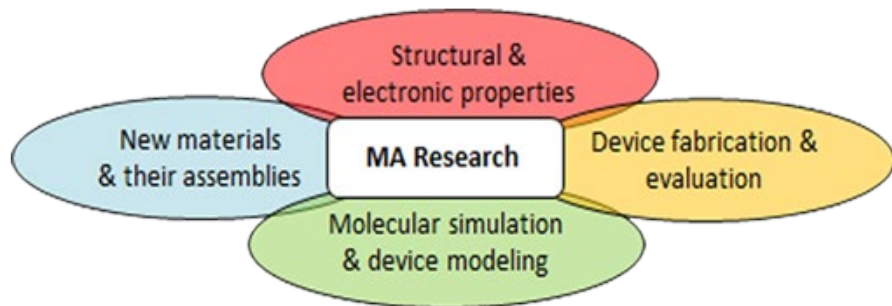 Structural &
electronic properties
New materials
& their assemblies
MA Research
Device fabrication &
evaluation
Molecular simulation
& device modeling